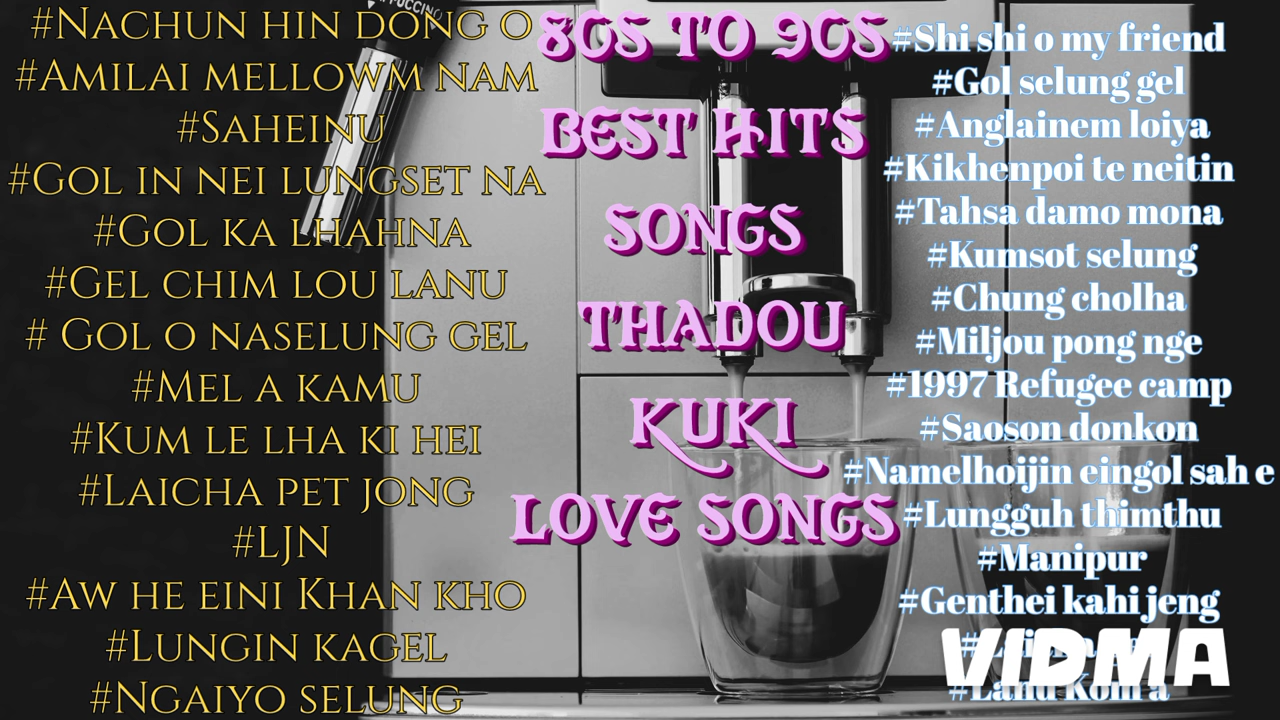 #Nachun hin dong o
#Amilai mellowm nam
#Saheinu
#Gol in nei lungset na
#Gol ka lhahna
#Gel chim lou lanu
# Gol o naselung gel
#Mel a kamu
#Kum le lha ki hei
#Laicha pet jong
#LJN
#Aw he eini Khan kho
#Lungin kagel
#Ngaiyo selung
80s to 90s
Best Hits
Songs
Thadou
Kuki
Love Songs
#Shi shi o my friend
#Gol selung gel
#Anglainem loiya
#Kikhenpoi te neitin
#Tahsa damo mona
#Kumsot selung
#Chung cholha
#Miljou pong nge
#1997 Refugee camp
#Saoson donkon
#Namelhoijin eingol sah e
#Lungguh thimthu
#Manipur
#Genthei kahi jeng
#Lanu Kom a
VIDMA